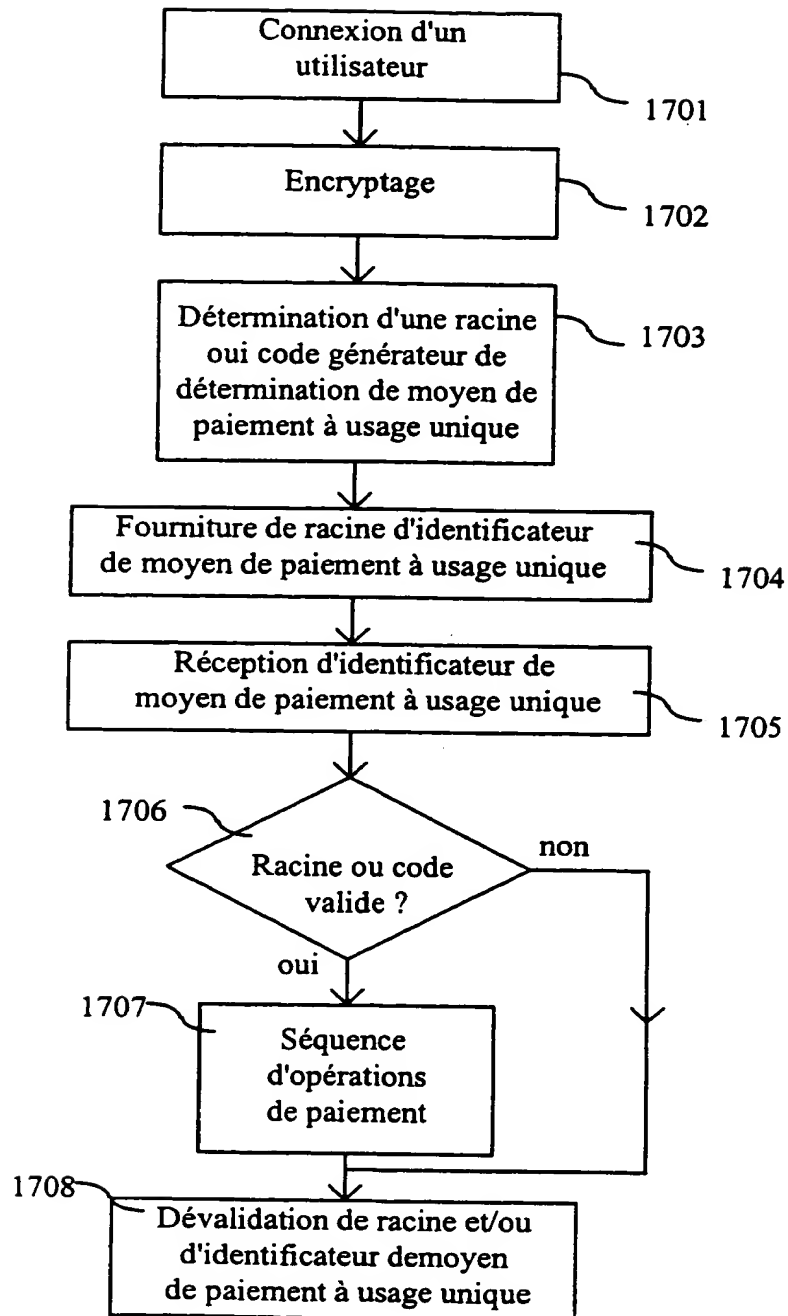 Connexion d'un
utilisateur
1701
Encryptage
1702
Détermination d'une racine
oui code générateur de
détermination de moyen de
paiement à usage unique
1703
Fourniture de racine d'identificateur
de moyen de paiement à usage unique
1704
Réception d'identificateur de
moyen de paiement à usage unique
1705
1706
Racine ou code
valide ?
non
oui
1707
Séquence
d'opérations
de paiement
1708
Dévalidation de racine et/ou
d'identificateur demoyen
de paiement à usage unique